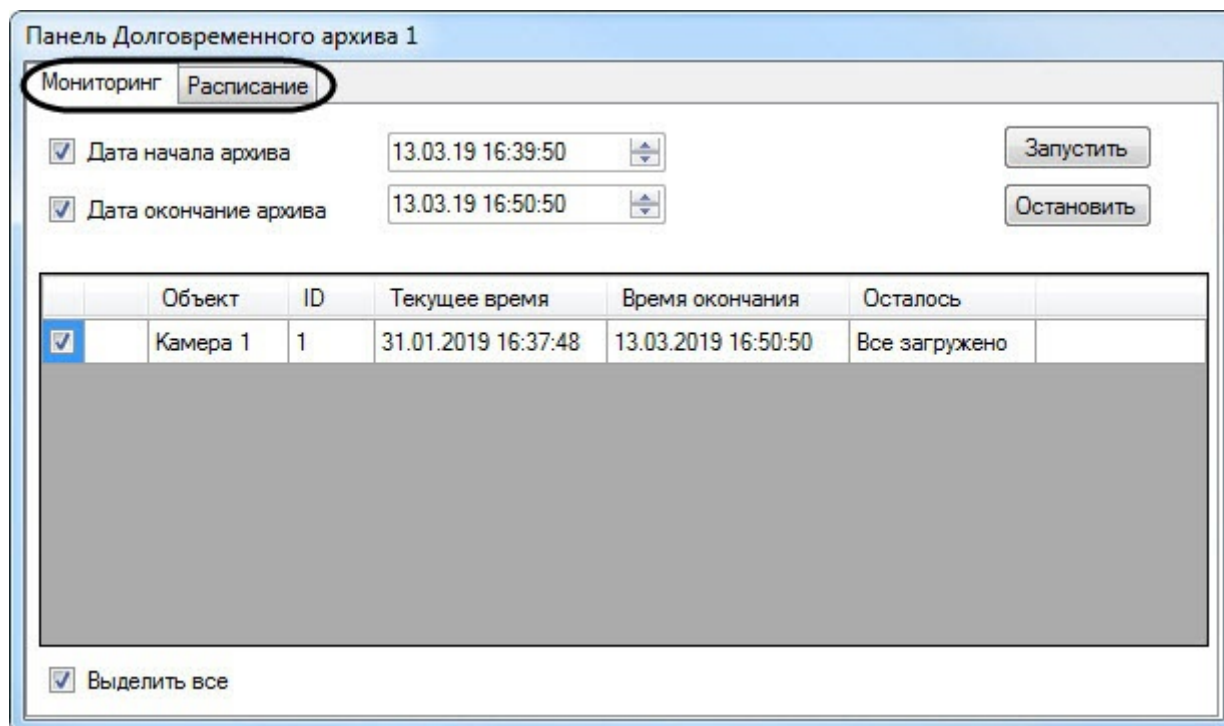 Панель Долговременного архива 1
Мониторинг Расписание
Дата начала архива 13.03.19 16:39:50 Запустить
Дата окончание архива 13.03.19 16:50:50 Остановить
Объект ID Текущее время Время окончания Осталось
Камера 1 1 31.01.2019 16:37:48 13.03.2019 16:50:50 Все загружено
Выделить все